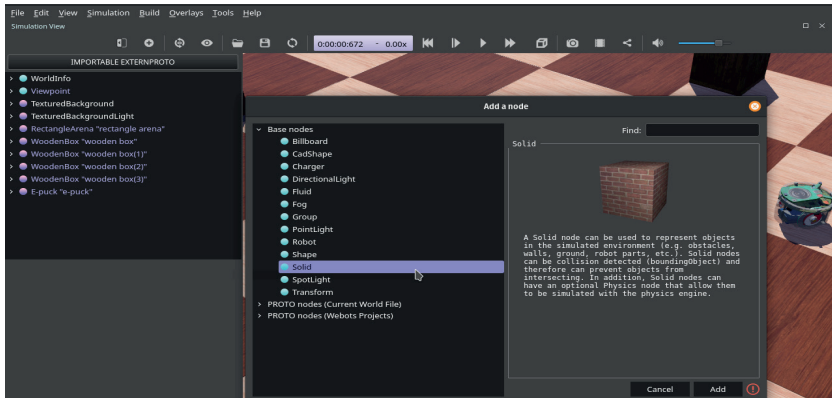 File Edit View Simulation Build Overlays Tools Help
Simulation View
0:00:00:672 - 0.00x
IMPORTABLE EXTERNPROTO
WorldInfo
Viewpoint
TexturedBackground
TexturedBackgroundLight
RectangleArena "rectangle arena"
WoodenBox "wooden box"
WoodenBox "wooden box(1)"
WoodenBox "wooden box(2)"
WoodenBox "wooden box(3)"
E-puck "e-puck"
Add a node
Base nodes
Billboard
CadShape
Charger
DirectionalLight
Fluid
Fog
Group
PointLight
Robot
Shape
Solid
SpotLight
Transform
PROTO nodes (Current World File)
PROTO nodes (Webots Projects)
Find:
Solid
A Solid node can be used to represent objects
in the simulated environment (e.g. obstacles,
walls, ground, robot parts, etc.). Solid nodes
can be collision detected (boundingObject) and
therefore can prevent objects from
intersecting. In addition, Solid nodes can
have an optional Physics node that allow them
to be simulated with the physics engine.
Cancel Add